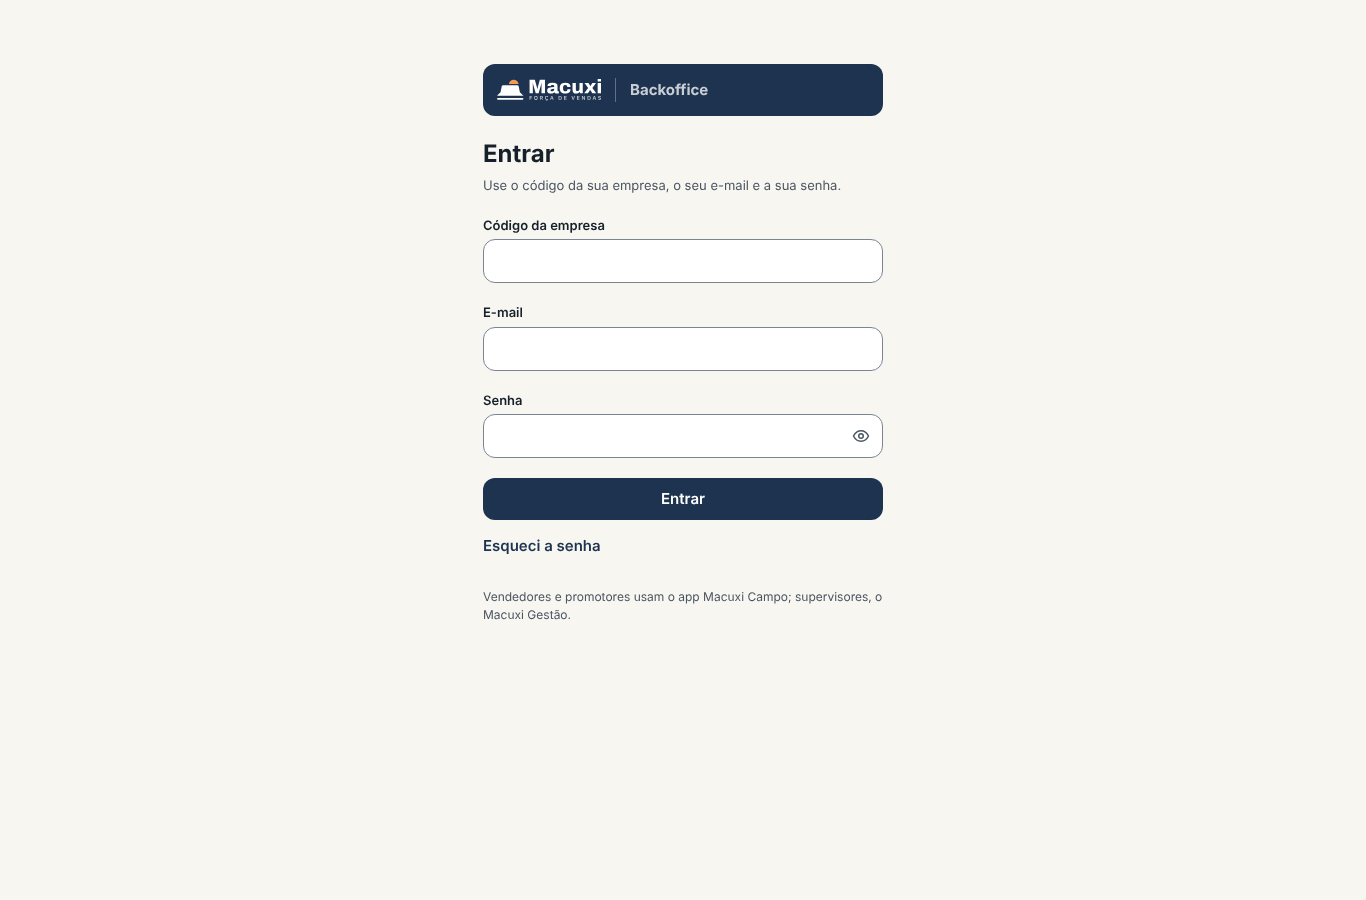 Macuxi
FORÇA DE VENDAS
Backoffice
Entrar
Use o código da sua empresa, o seu e-mail e a sua senha.
Código da empresa
E-mail
Senha
Entrar
Esqueci a senha
Vendedores e promotores usam o app Macuxi Campo; supervisores, o
Macuxi Gestão.